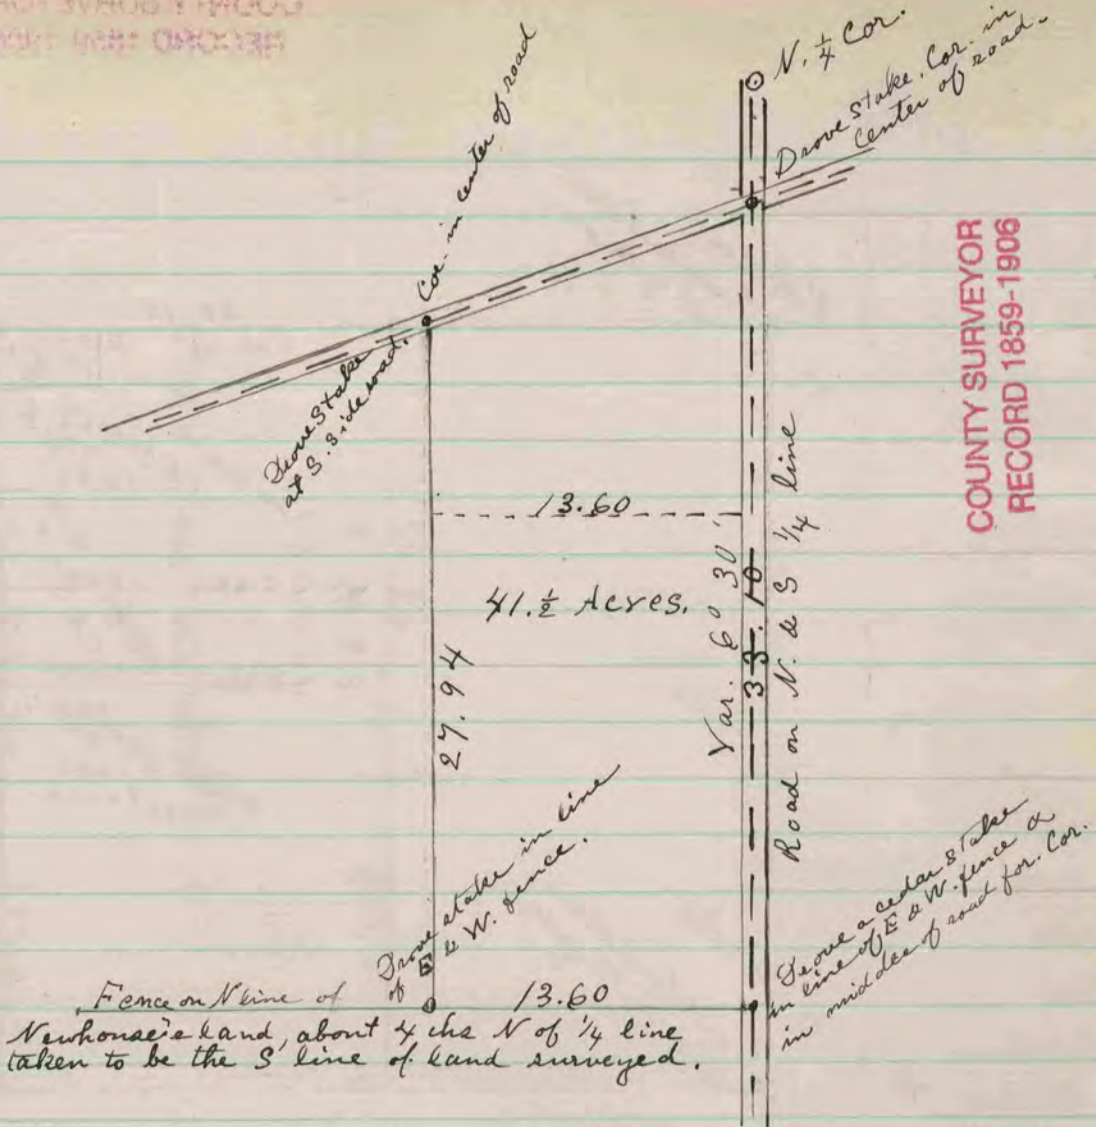 N. ¼ Cor.
Drove stake. Cor. in
center of road.
Cor. in center of road
Drove stake
at S. side road.
COUNTY SURVEYOR
RECORD 1859-1906
13.60
41.½ Acres.
27.94
Var. 6° 30'
33.10
Road on N. & S ¼ line
Drove stake in line
of E & W. fence.
Drove a cedar stake
in line of E & W. fence &
in middle of road for. Cor.
Fence on N line of
13.60
Newhouse's land, about 4 chs N of ¼ line
taken to be the S line of land surveyed.